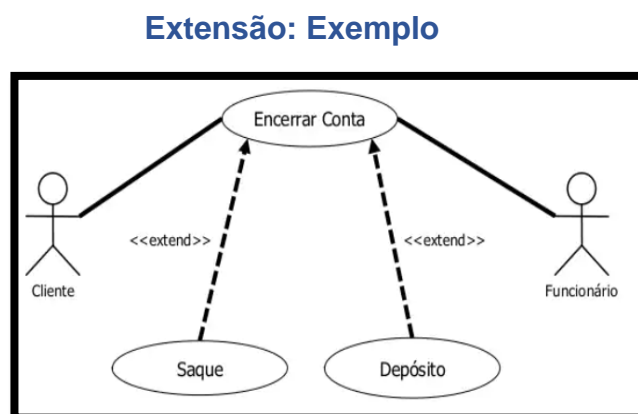 Extensão: Exemplo
Encerrar Conta
<<extend>>
<<extend>>
Cliente
Funcionário
Saque
Depósito